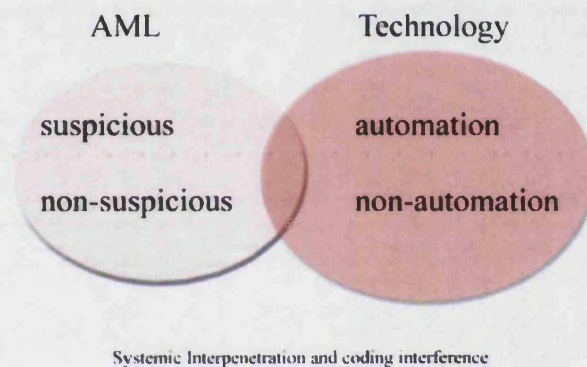 AML Technology
suspicious automation
non-suspicious non-automation
Systemic Interpenetration and coding interference